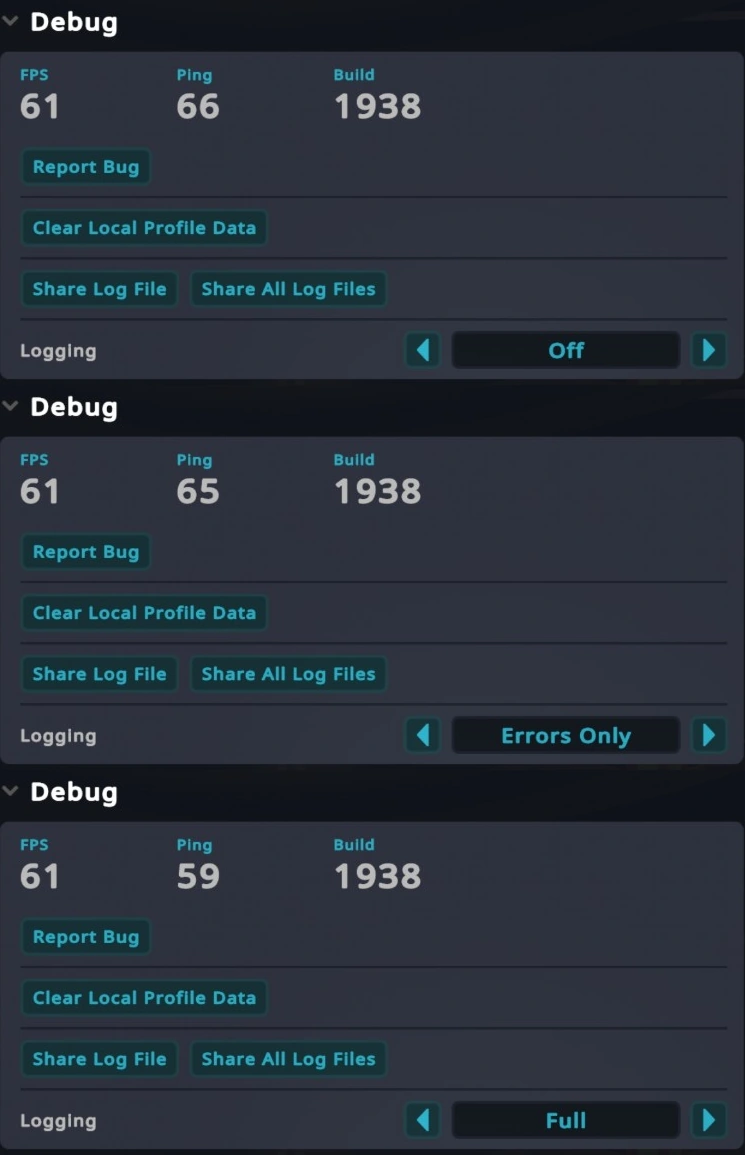 Debug
FPS Ping Build
61 66 1938
Report Bug
Clear Local Profile Data
Share Log File Share All Log Files
Logging Off
Debug
FPS Ping Build
61 65 1938
Report Bug
Clear Local Profile Data
Share Log File Share All Log Files
Logging Errors Only
Debug
FPS Ping Build
61 59 1938
Report Bug
Clear Local Profile Data
Share Log File Share All Log Files
Logging Full